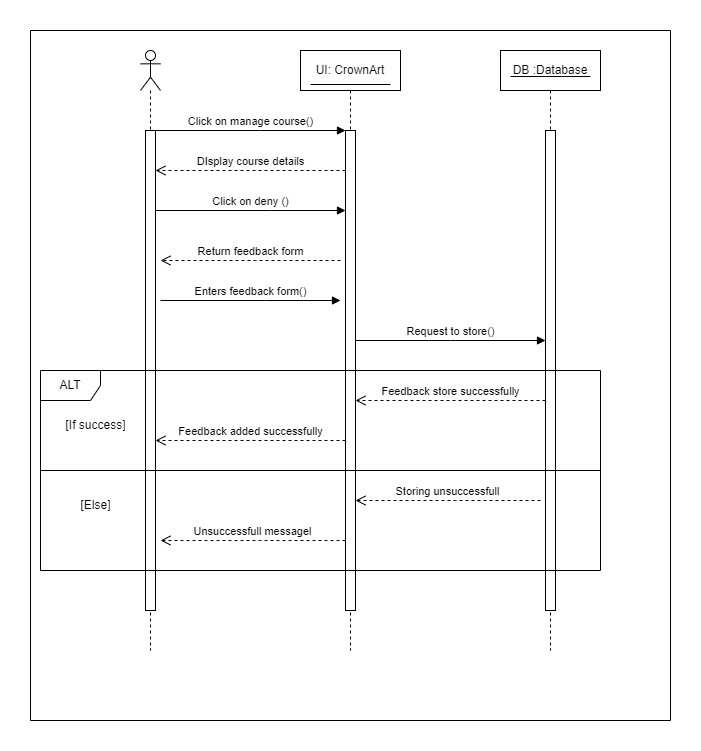 UI: CrownArt
DB :Database
Click on manage course()
DIsplay course details
Click on deny ()
Return feedback form
Enters feedback form()
Request to store()
ALT
Feedback store successfully
[If success]
Feedback added successfully
Storing unsuccessfull
[Else]
Unsuccessfull messagel